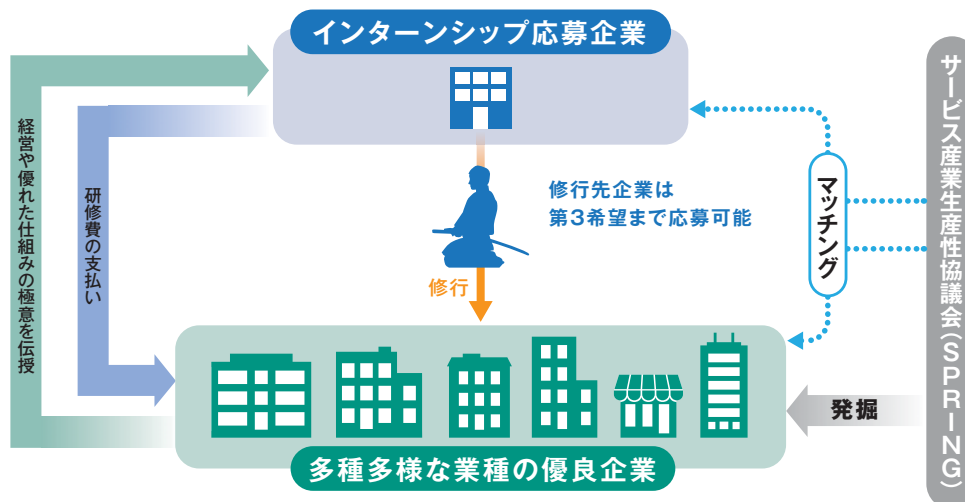 インターンシップ応募企業
経営や優れた仕組みの極意を伝授
研修費の支払い
修行先企業は
第3希望まで応募可能
修行
マッチング
サービス産業生産性協議会(SPRING)
発掘
多種多様な業種の優良企業